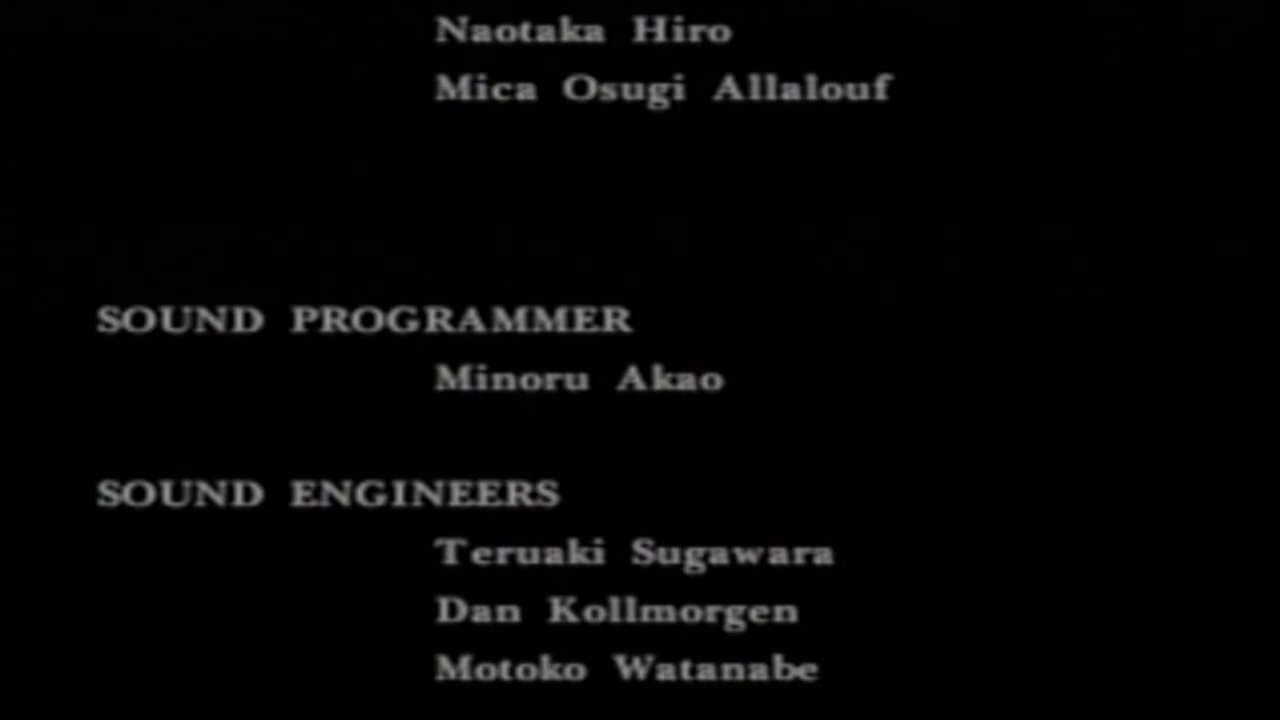 Naotaka Hiro
Mica Osugi Allalouf
SOUND PROGRAMMER
Minoru Akao
SOUND ENGINEERS
Teruaki Sugawara
Dan Kollmorgen
Motoko Watanabe